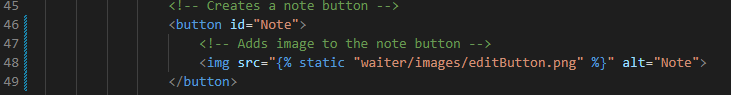 45 <!-- Creates a note button -->
46 <button id="Note">
47 <!-- Adds image to the note button -->
48 <img src="{% static "waiter/images/editButton.png" %}" alt="Note">
49 </button>